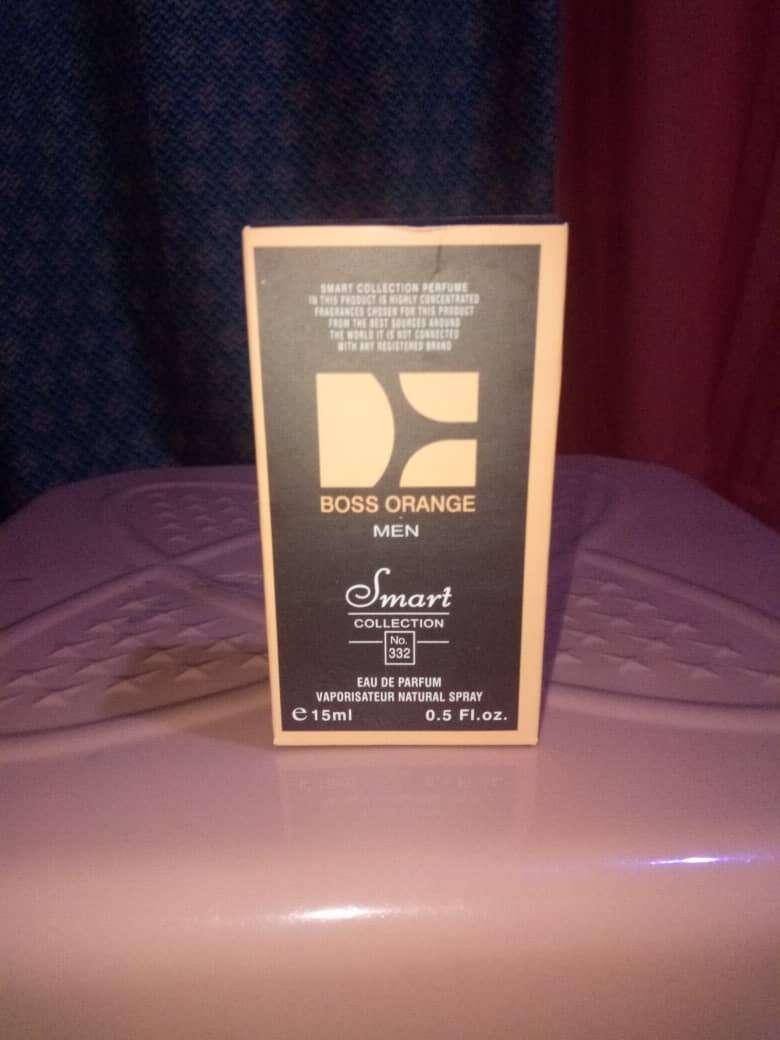 SMART COLLECTION PERFUME
IN THIS PRODUCT IS HIGHLY CONCENTRATED
FRAGRANCES CHOSEN FOR THIS PRODUCT
FROM THE BEST SOURCES AROUND
THE WORLD IT IS NOT CONNECTED
WITH ANY REGISTERED BRAND
BOSS ORANGE
MEN
Smart
COLLECTION
No.
332
EAU DE PARFUM
VAPORISATEUR NATURAL SPRAY
e 15ml 0.5 Fl.oz.